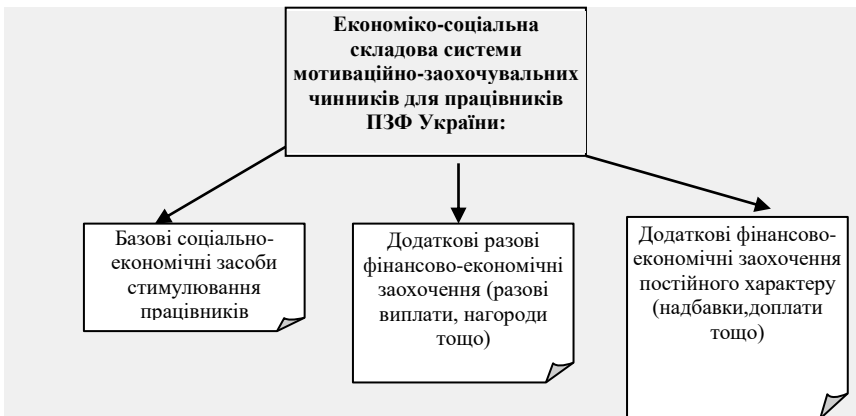 Економіко-соціальна
складова системи
мотиваційно-заохочувальних
чинників для працівників
ПЗФ України:
Базові соціально-
економічні засоби
стимулювання
працівників
Додаткові разові
фінансово-економічні
заохочення (разові
виплати, нагороди
тощо)
Додаткові фінансово-
економічні заохочення
постійного характеру
(надбавки,доплати
тощо)